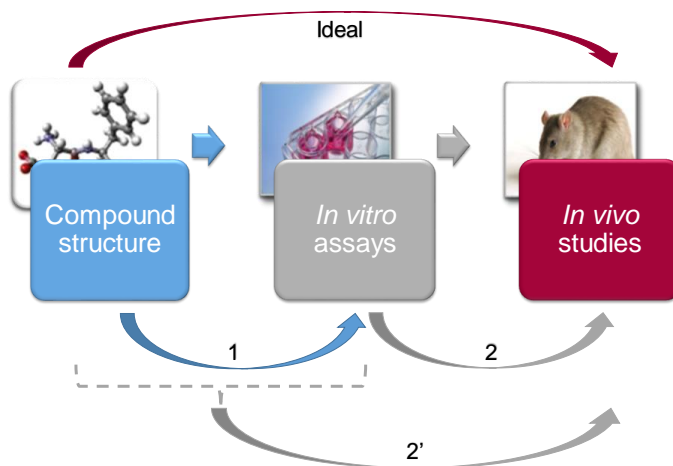 Ideal
Compound
structure
In vitro
assays
In vivo
studies
1
2
2'